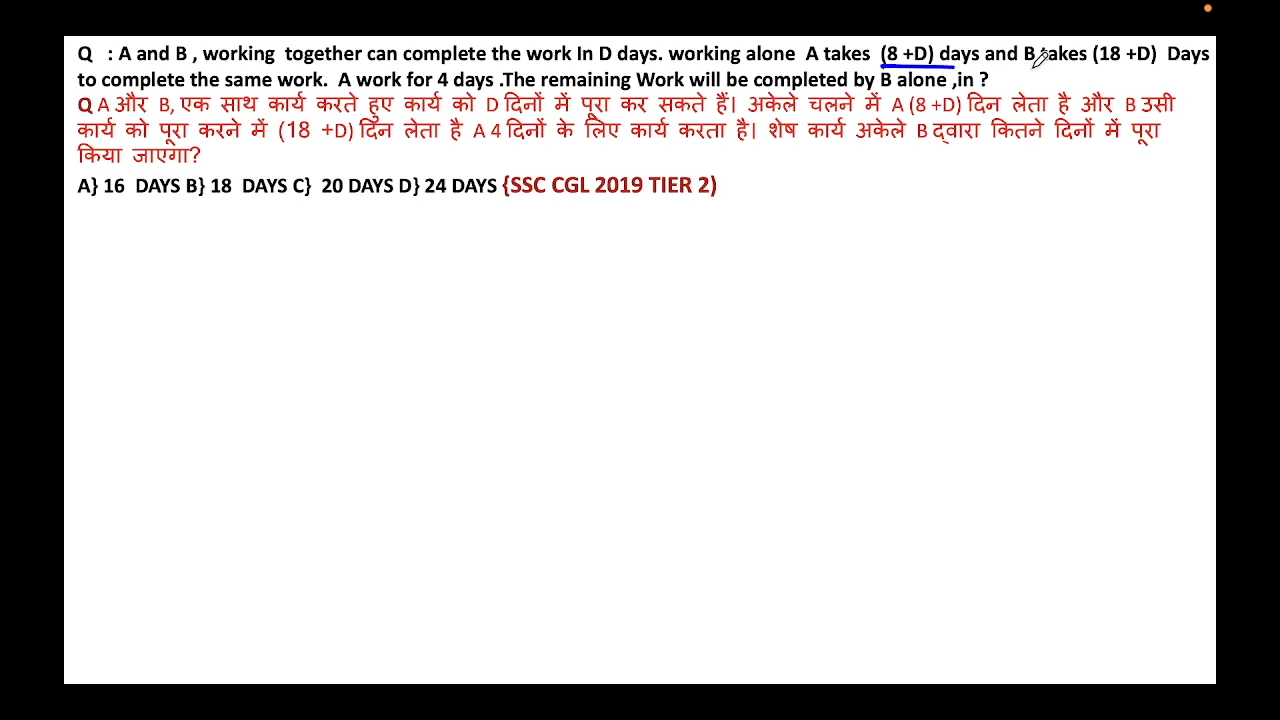 Q : A and B , working together can complete the work In D days. working alone A takes (8 +D) days and B takes (18 +D) Days
to complete the same work. A work for 4 days .The remaining Work will be completed by B alone ,in ?
Q A और B, एक साथ कार्य करते हुए कार्य को D दिनों में पूरा कर सकते हैं। अकेले चलने में A (8 +D) दिन लेता है और B उसी
कार्य को पूरा करने में (18 +D) दिन लेता है A 4 दिनों के लिए कार्य करता है। शेष कार्य अकेले B द्वारा कितने दिनों में पूरा
किया जाएगा?
A} 16 DAYS B} 18 DAYS C} 20 DAYS D} 24 DAYS {SSC CGL 2019 TIER 2)